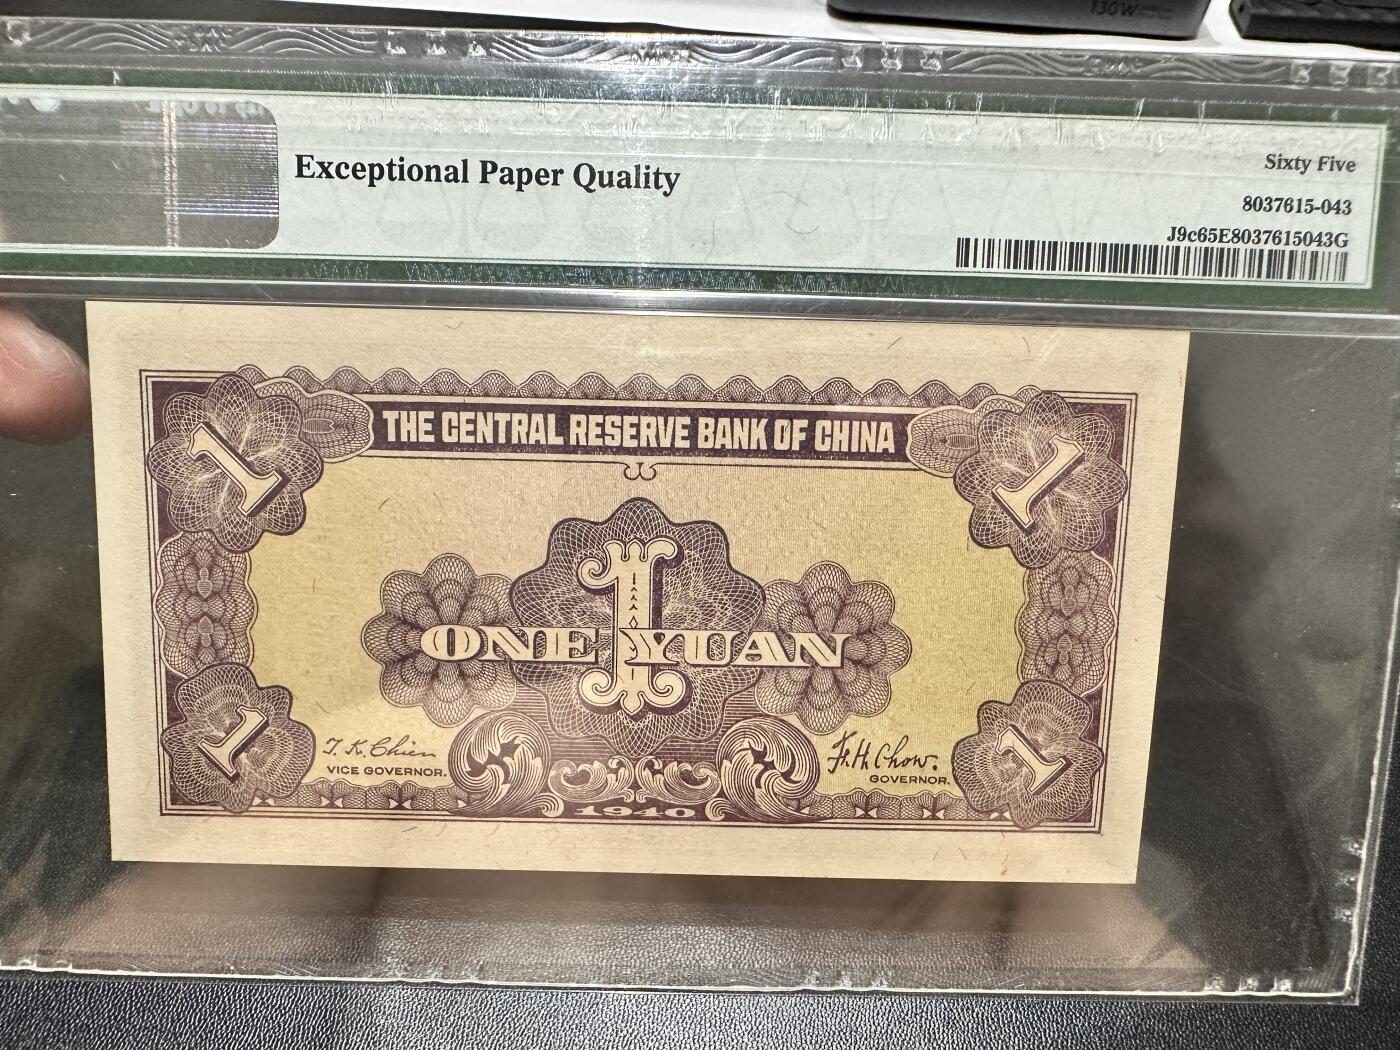 130W
Exceptional Paper Quality
Sixty Five
8037615-043
J9c65E8037615043G
THE CENTRAL RESERVE BANK OF CHINA
1 1
1
ONE YUAN
T. K. Chien
VICE GOVERNOR.
F. H. Chow.
GOVERNOR.
1 1
1940